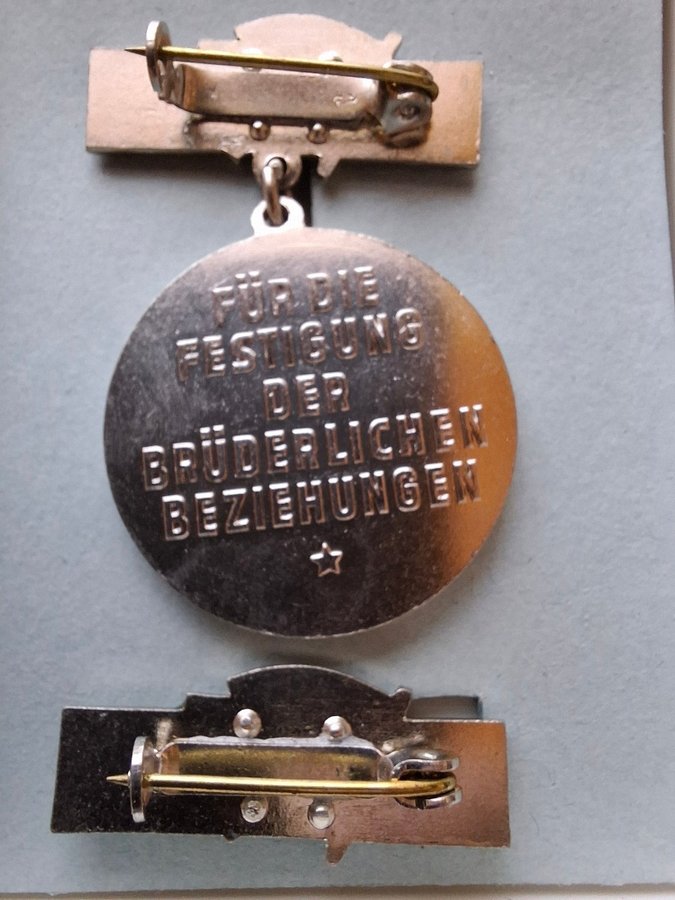 FÜR DIE
FESTIGUNG
DER
BRÜDERLICHEN
BEZIEHUNGEN